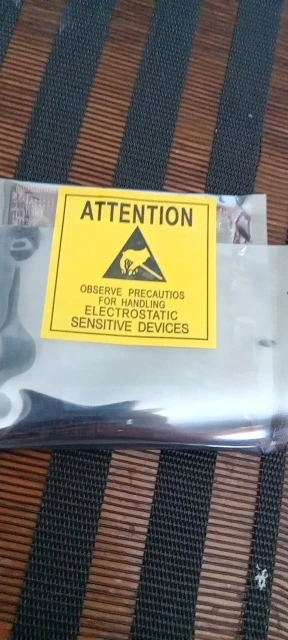 ATTENTION
OBSERVE PRECAUTIOS
FOR HANDLING
ELECTROSTATIC
SENSITIVE DEVICES